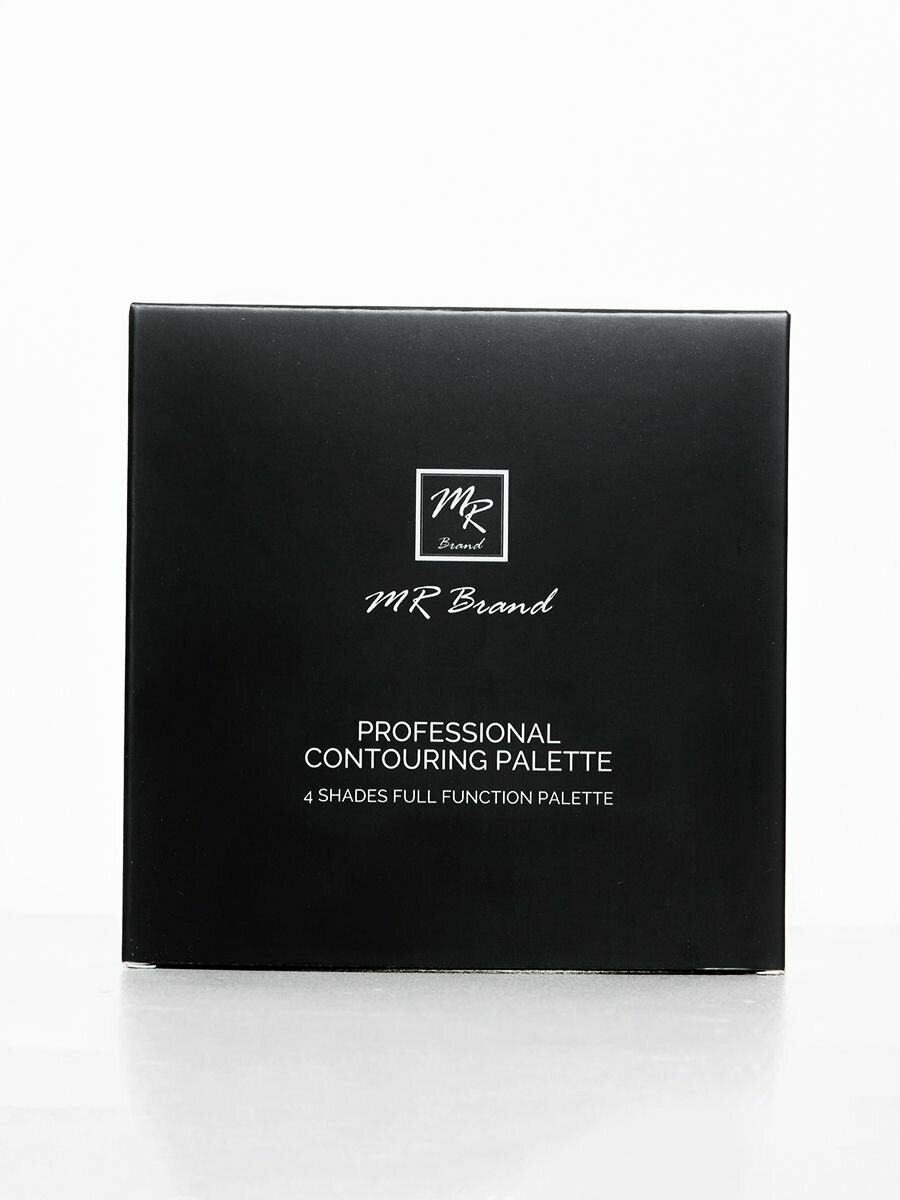 MR
Brand
MR Brand
PROFESSIONAL
CONTOURING PALETTE
4 SHADES FULL FUNCTION PALETTE